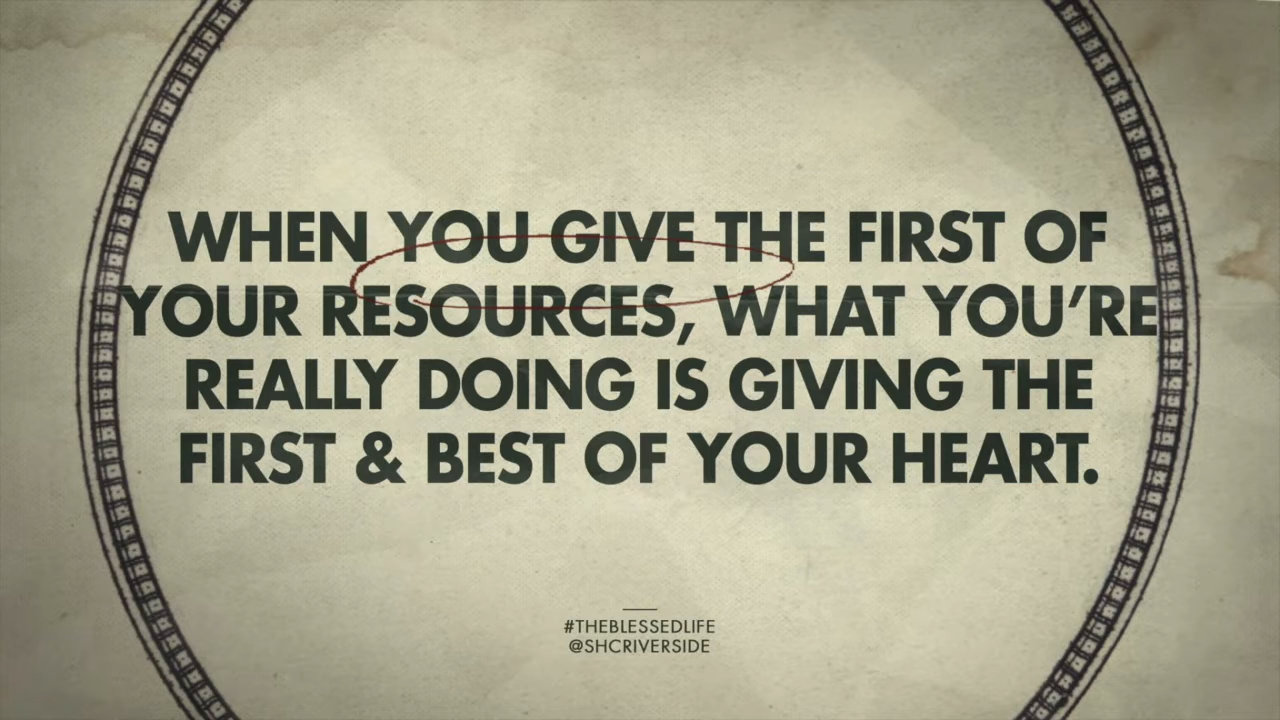 WHEN YOU GIVE THE FIRST OF
YOUR RESOURCES, WHAT YOU’RE
REALLY DOING IS GIVING THE
FIRST & BEST OF YOUR HEART.
#THEBLESSEDLIFE
@SHCRIVERSIDE